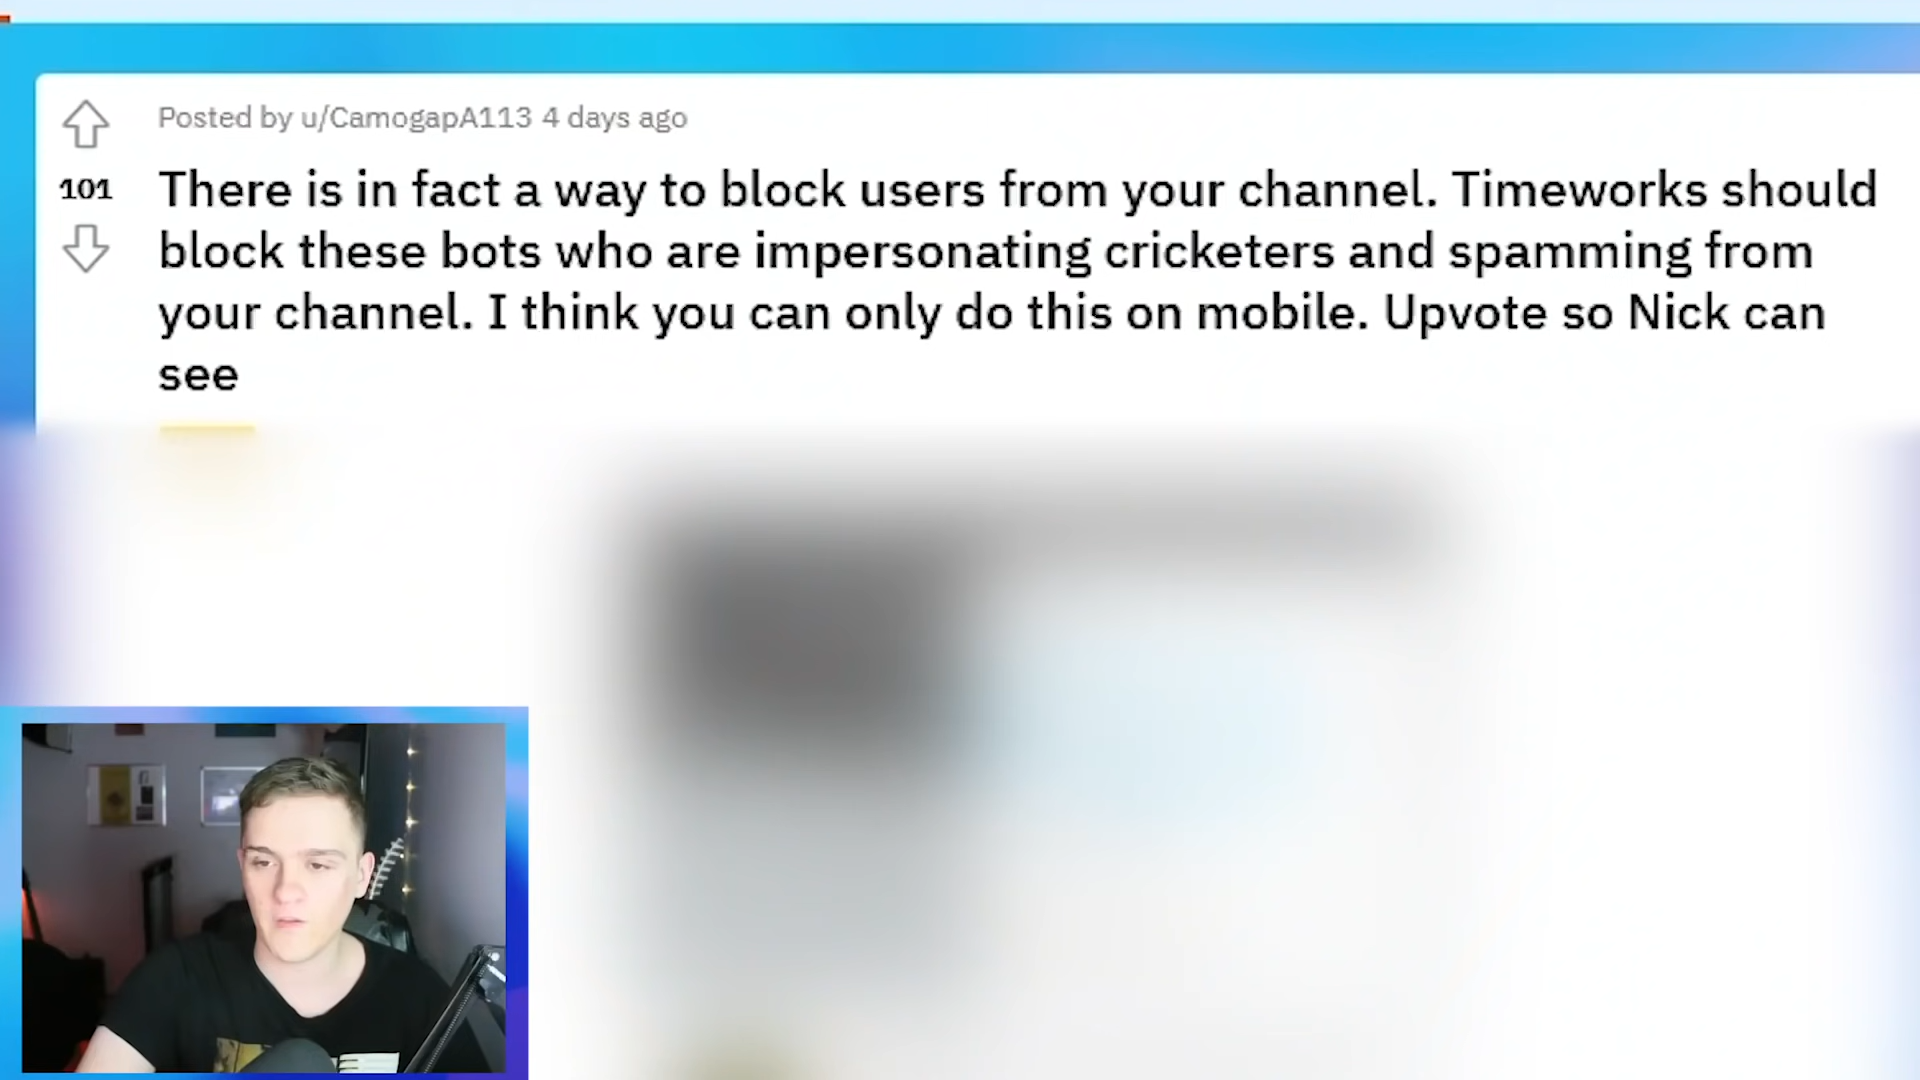 Posted by u/CamogapA113 4 days ago
101
There is in fact a way to block users from your channel. Timeworks should
block these bots who are impersonating cricketers and spamming from
your channel. I think you can only do this on mobile. Upvote so Nick can
see